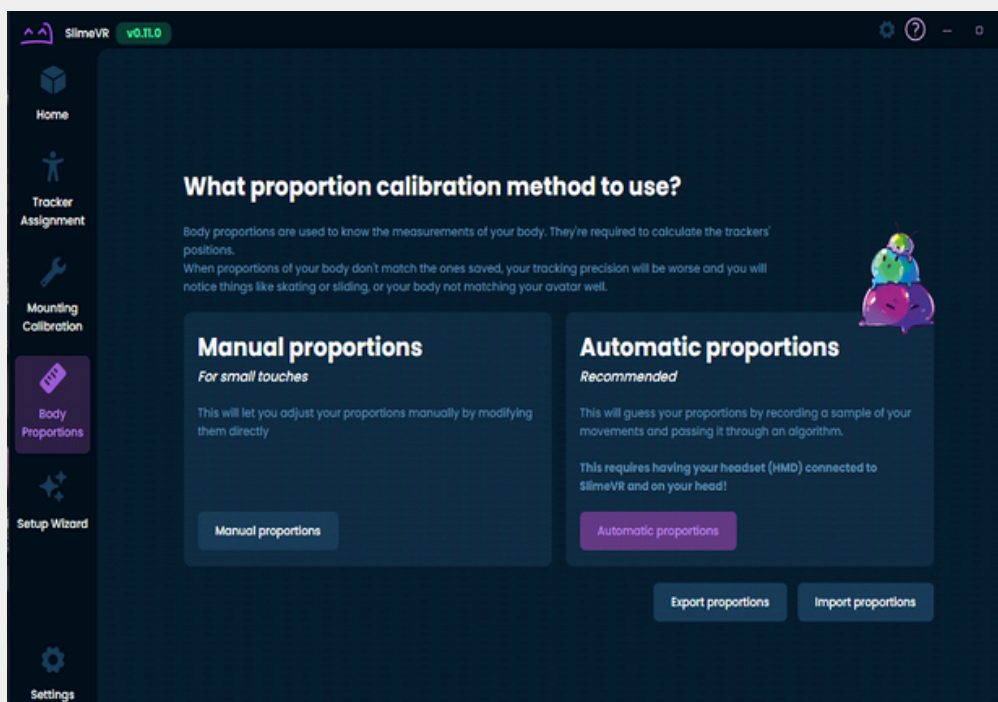 SlimeVR v0.11.0
Home
Tracker
Assignment
Mounting
Calibration
Body
Proportions
Setup Wizard
Settings
What proportion calibration method to use?
Body proportions are used to know the measurements of your body. They're required to calculate the trackers'
positions.
When proportions of your body don't match the ones saved, your tracking precision will be worse and you will
notice things like skating or sliding, or your body not matching your avatar well.
Manual proportions
For small touches
This will let you adjust your proportions manually by modifying
them directly
Manual proportions
Automatic proportions
Recommended
This will guess your proportions by recording a sample of your
movements and passing it through an algorithm.
This requires having your headset (HMD) connected to
SlimeVR and on your head!
Automatic proportions
Export proportions
Import proportions